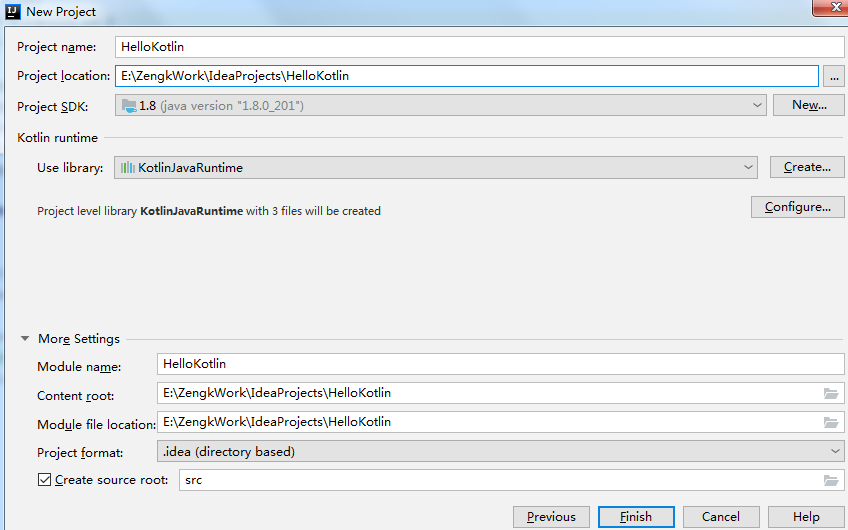 New Project
Project name: HelloKotlin
Project location: E:\ZengkWork\IdeaProjects\HelloKotlin ...
Project SDK: 1.8 (java version "1.8.0_201") New...
Kotlin runtime
Use library: KotlinJavaRuntime Create...
Project level library KotlinJavaRuntime with 3 files will be created Configure...
More Settings
Module name: HelloKotlin
Content root: E:\ZengkWork\IdeaProjects\HelloKotlin
Module file location: E:\ZengkWork\IdeaProjects\HelloKotlin
Project format: .idea (directory based)
Create source root: src
Previous Finish Cancel Help